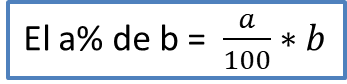 El a% de b = a/100 * b